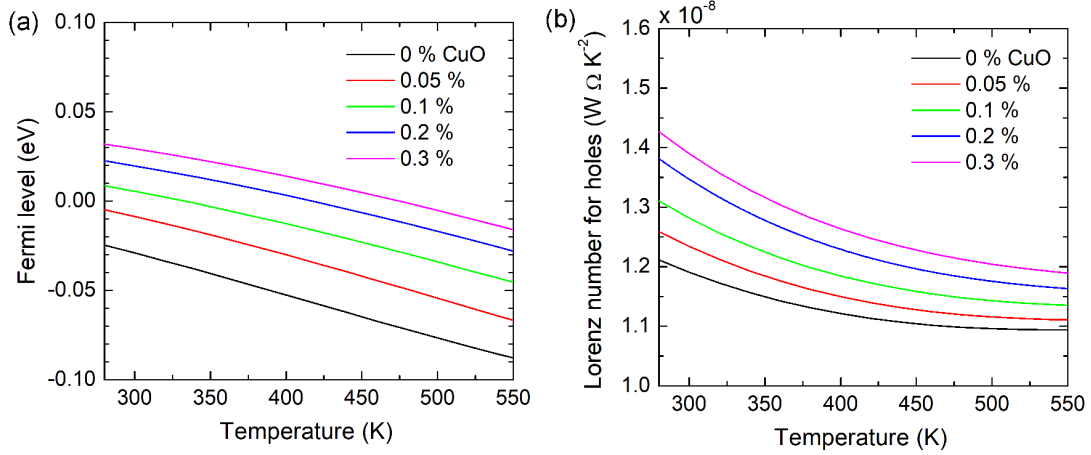 (a)
0.10
0.05
0.00
-0.05
-0.10
Fermi level (eV)
0 % CuO
0.05 %
0.1 %
0.2 %
0.3 %
300 350 400 450 500 550
Temperature (K)
(b)
x 10⁻⁸
1.6
1.5
1.4
1.3
1.2
1.1
1.0
Lorenz number for holes (W Ω K⁻²)
0 % CuO
0.05 %
0.1 %
0.2 %
0.3 %
300 350 400 450 500 550
Temperature (K)